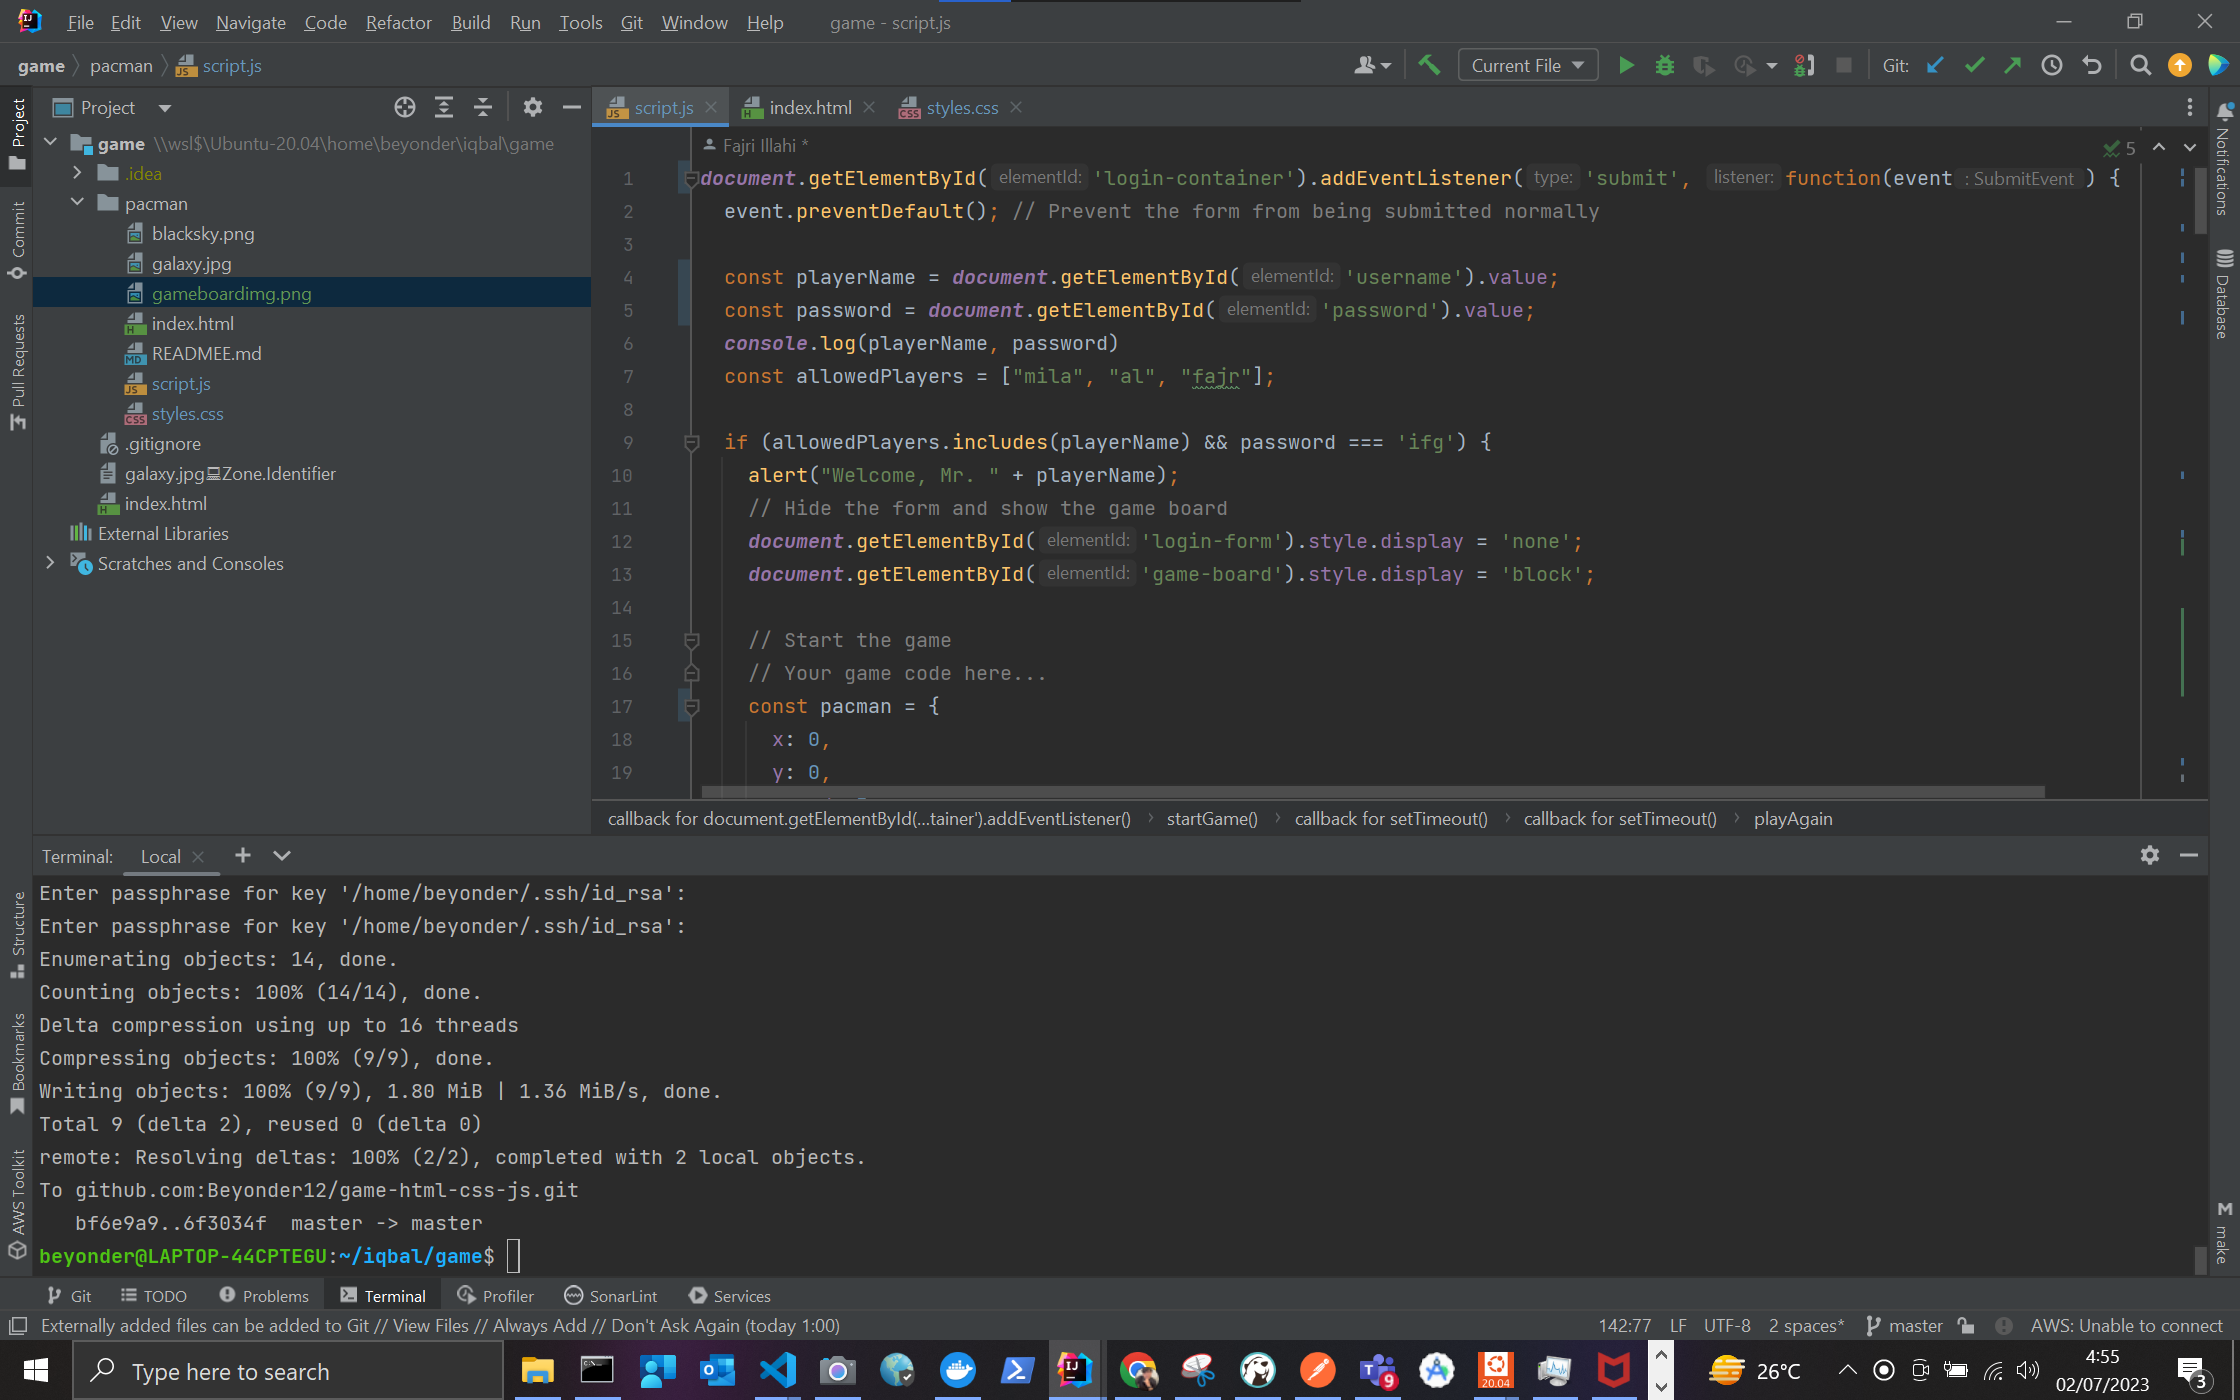 File Edit View Navigate Code Refactor Build Run Tools Git Window Help game - script.js
game pacman script.js Current File Git:
Project
script.js index.html styles.css
game \\wsl$\Ubuntu-20.04\home\beyonder\iqbal\game
.idea
pacman
blacksky.png
galaxy.jpg
gameboardimg.png
index.html
READMEE.md
script.js
styles.css
.gitignore
galaxy.jpg:Zone.Identifier
index.html
External Libraries
Scratches and Consoles
Project
Commit
Pull Requests
Structure
Bookmarks
AWS Toolkit
Fajri Illahi *
5
1 document.getElementById( elementId: 'login-container').addEventListener( type: 'submit', listener: function(event : SubmitEvent ) {
2 event.preventDefault(); // Prevent the form from being submitted normally
3
4 const playerName = document.getElementById( elementId: 'username').value;
5 const password = document.getElementById( elementId: 'password').value;
6 console.log(playerName, password)
7 const allowedPlayers = ["mila", "al", "fajr"];
8
9 if (allowedPlayers.includes(playerName) && password === 'ifg') {
10 alert("Welcome, Mr. " + playerName);
11 // Hide the form and show the game board
12 document.getElementById( elementId: 'login-form').style.display = 'none';
13 document.getElementById( elementId: 'game-board').style.display = 'block';
14
15 // Start the game
16 // Your game code here...
17 const pacman = {
18 x: 0,
19 y: 0,
callback for document.getElementById(...tainer').addEventListener() startGame() callback for setTimeout() callback for setTimeout() playAgain
Notifications
Database
make
Terminal: Local
Enter passphrase for key '/home/beyonder/.ssh/id_rsa':
Enter passphrase for key '/home/beyonder/.ssh/id_rsa':
Enumerating objects: 14, done.
Counting objects: 100% (14/14), done.
Delta compression using up to 16 threads
Compressing objects: 100% (9/9), done.
Writing objects: 100% (9/9), 1.80 MiB | 1.36 MiB/s, done.
Total 9 (delta 2), reused 0 (delta 0)
remote: Resolving deltas: 100% (2/2), completed with 2 local objects.
To github.com:Beyonder12/game-html-css-js.git
bf6e9a9..6f3034f master -> master
beyonder@LAPTOP-44CPTEGU:~/iqbal/game$
Git TODO Problems Terminal Profiler SonarLint Services
Externally added files can be added to Git // View Files // Always Add // Don't Ask Again (today 1:00) 142:77 LF UTF-8 2 spaces* master AWS: Unable to connect
Type here to search
9
20.04
26°C
4:55
02/07/2023
3